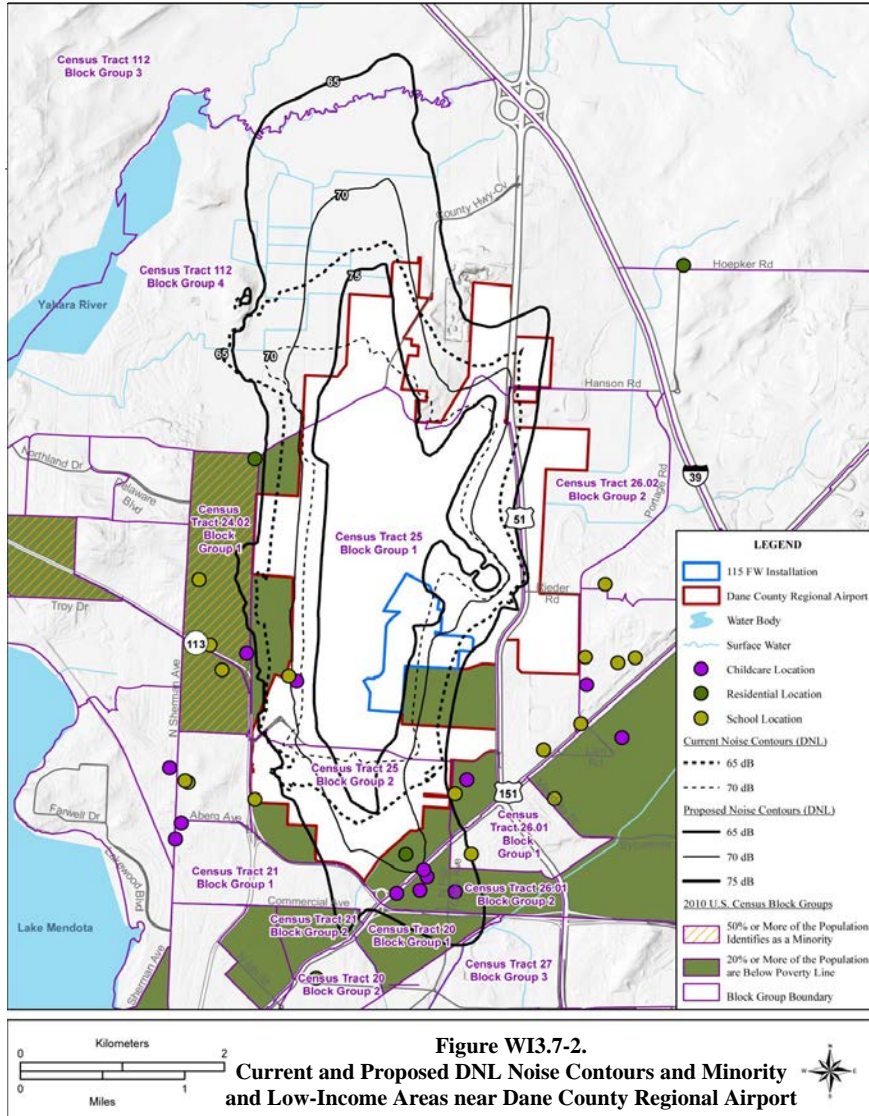 Census Tract 112
Block Group 3
65
70
County Hwy-Cv
Census Tract 112
Block Group 4
75
Yahara River
Hoepker Rd
65
70
Hanson Rd
Northland Dr
Delaware
Blvd
Census Tract 26.02
Block Group 2
Portage Rd
39
Census
Tract 24.02
Block
Group 1
Census Tract 25
Block Group 1
51
Rieder
Rd
Troy Dr
113
N Sherman Ave
LEGEND
115 FW Installation
Dane County Regional Airport
Water Body
Surface Water
Childcare Location
Residential Location
School Location
Current Noise Contours (DNL)
65 dB
70 dB
Proposed Noise Contours (DNL)
65 dB
70 dB
75 dB
2010 U.S. Census Block Groups
50% or More of the Population
Identifies as a Minority
20% or More of the Population
are Below Poverty Line
Block Group Boundary
Census Tract 25
Block Group 2
Rd
151
Farwell Dr
Aberg Ave
Lakewood Blvd
Census Tract
26.01
Block
Group 1
Census Tract 21
Block Group 1
Commercial Ave
Census Tract 26.01
Block Group 2
Lake Mendota
Sherman Ave
Census Tract 21
Block Group 2
Census Tract 20
Block Group 1
Census Tract 20
Block Group 2
Census Tract 27
Block Group 3
Kilometers
0 2
0 1
Miles
Figure WI3.7-2.
Current and Proposed DNL Noise Contours and Minority
and Low-Income Areas near Dane County Regional Airport
N
W E
S